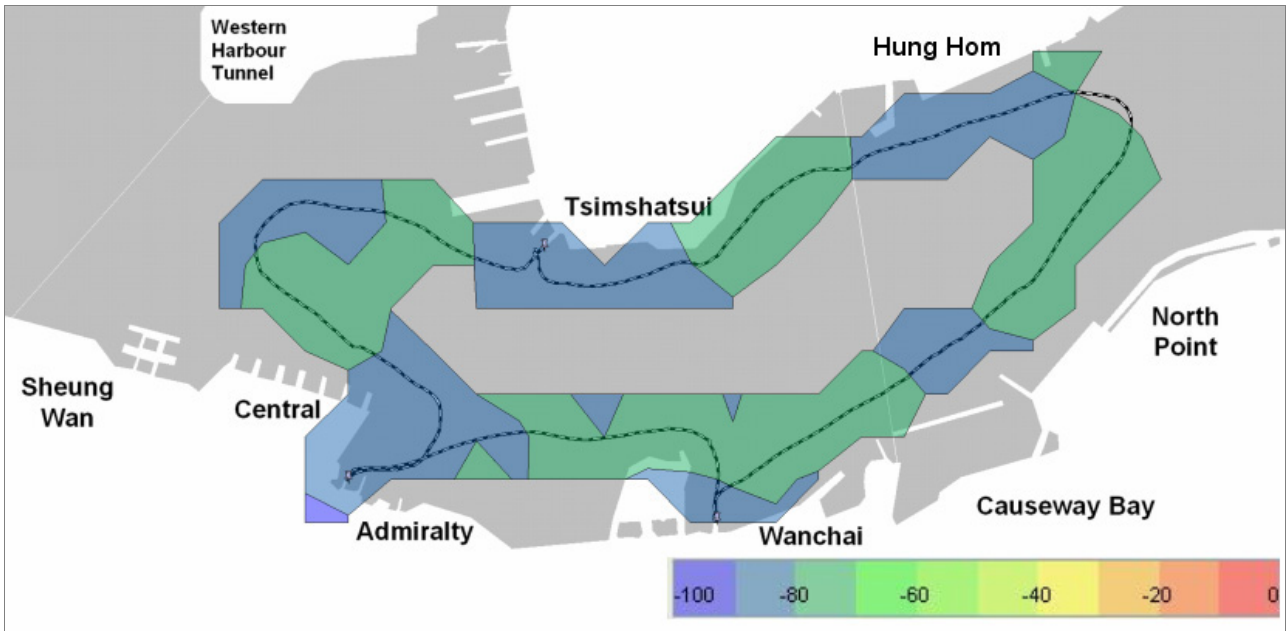 Western
Harbour
Tunnel
Hung Hom
Tsimshatsui
North
Point
Sheung
Wan
Central
Causeway Bay
Admiralty
Wanchai
-100 -80 -60 -40 -20 0